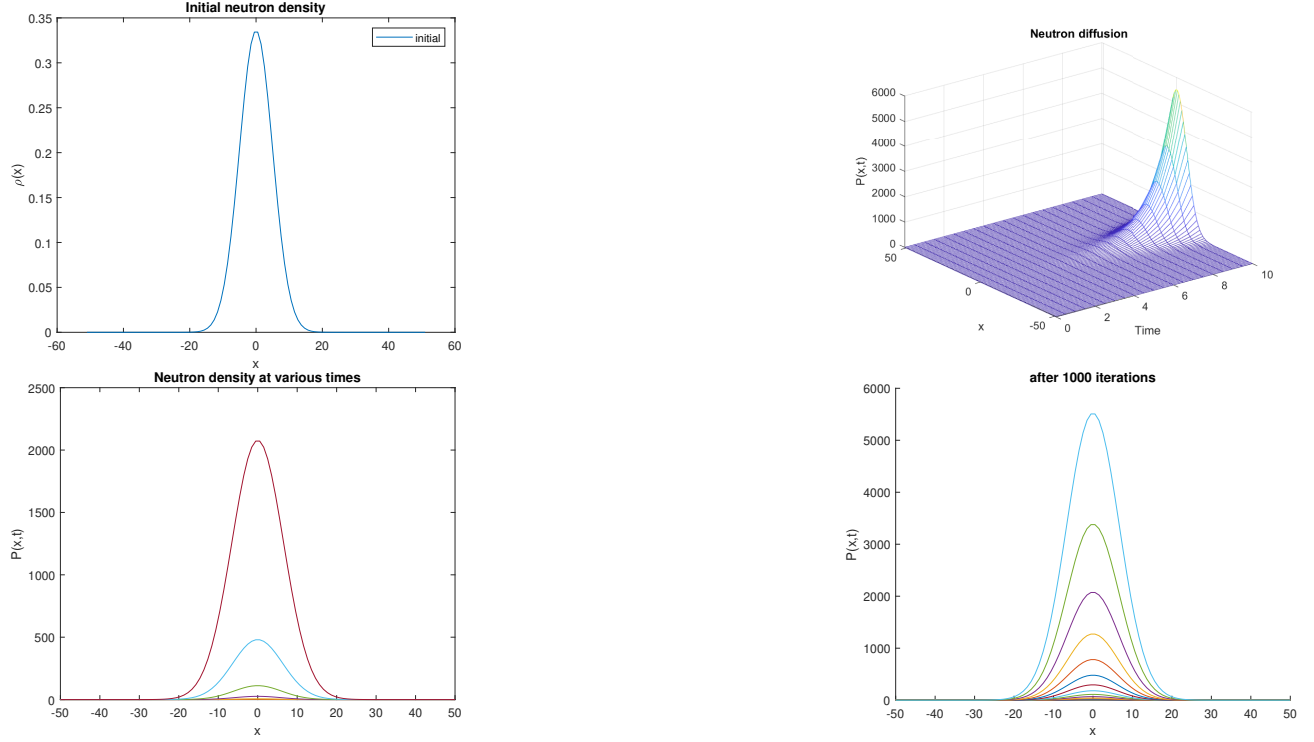 Initial neutron density
0.35
0.3
0.25
0.2
0.15
0.1
0.05
0
ρ(x)
initial
-60 -40 -20 0 20 40 60
x
Neutron diffusion
6000
5000
4000
3000
2000
1000
0
P(x,t)
50
0
-50
x
0
2
4
6
8
10
Time
Neutron density at various times
2500
2000
1500
1000
500
0
P(x,t)
-50 -40 -30 -20 -10 0 10 20 30 40 50
x
after 1000 iterations
6000
5000
4000
3000
2000
1000
0
P(x,t)
-50 -40 -30 -20 -10 0 10 20 30 40 50
x